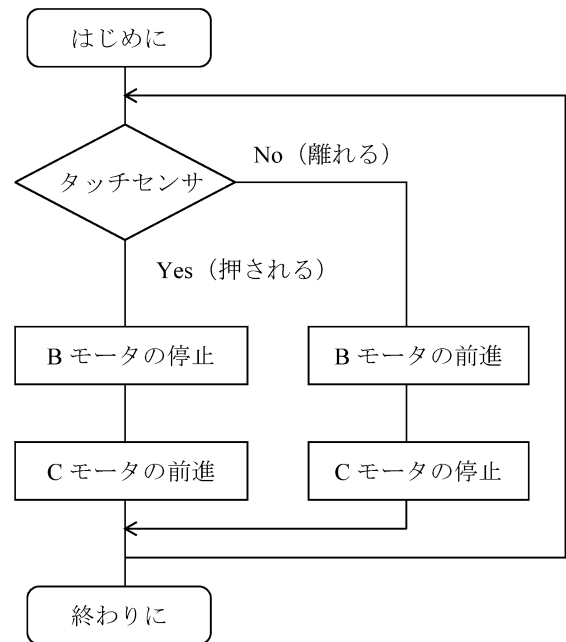 はじめに
No（離れる）
タッチセンサ
Yes（押される）
B モータの停止
B モータの前進
C モータの前進
C モータの停止
終わりに